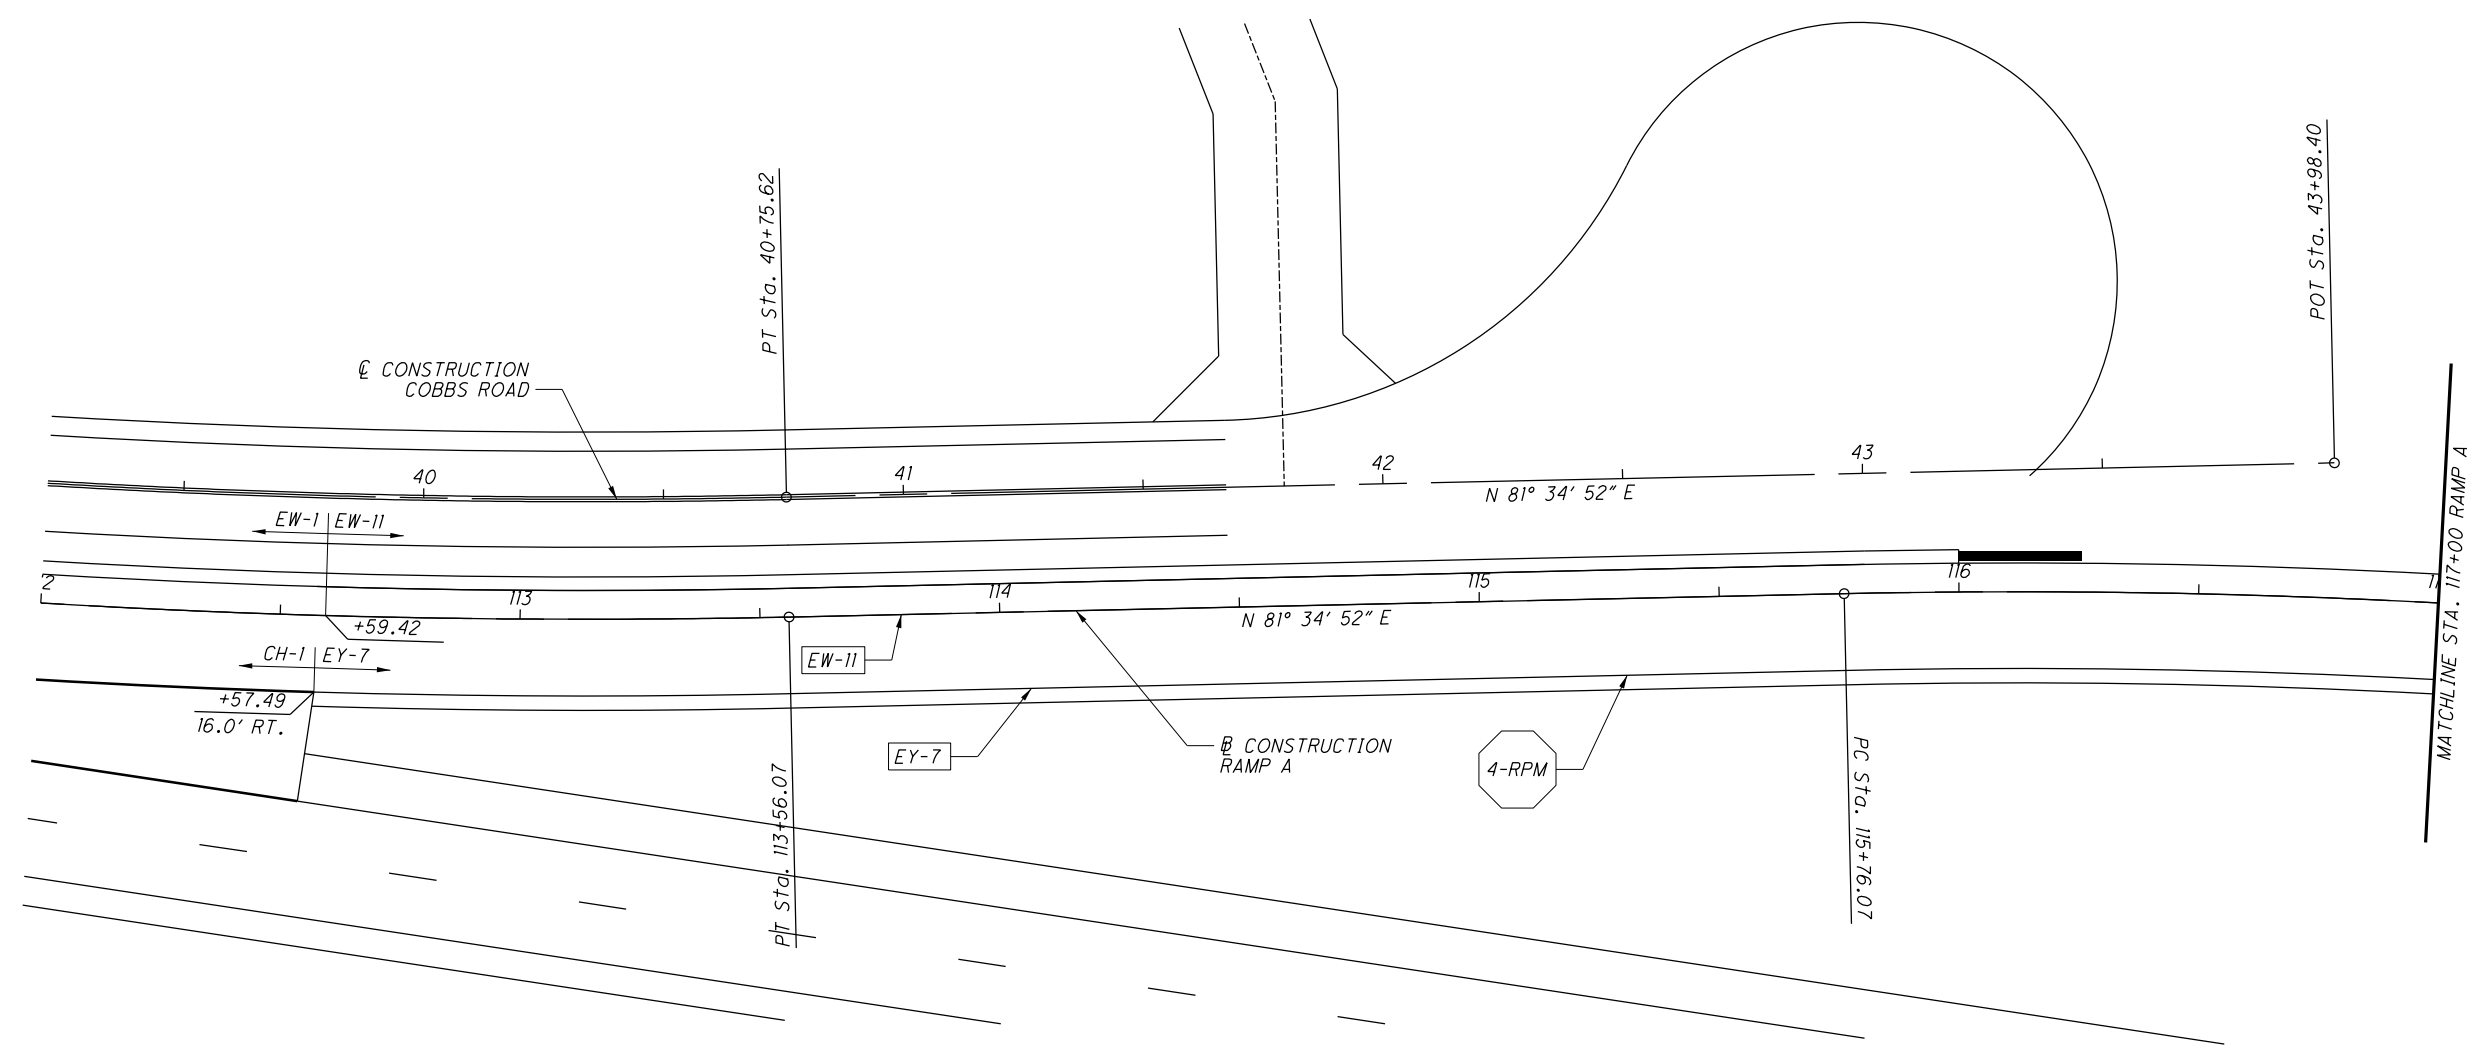 PT Sta. 40+75.62
POT Sta. 43+98.40
℄ CONSTRUCTION
COBBS ROAD
40
41
42
43
N 81° 34' 52" E
EW-1
EW-11
2
113
114
115
116
11
+59.42
N 81° 34' 52" E
CH-1
EY-7
EW-11
+57.49
16.0' RT.
EY-7
BL CONSTRUCTION
RAMP A
4-RPM
PT Sta. 113+56.07
PC Sta. 115+76.07
MATCHLINE STA. 117+00 RAMP A